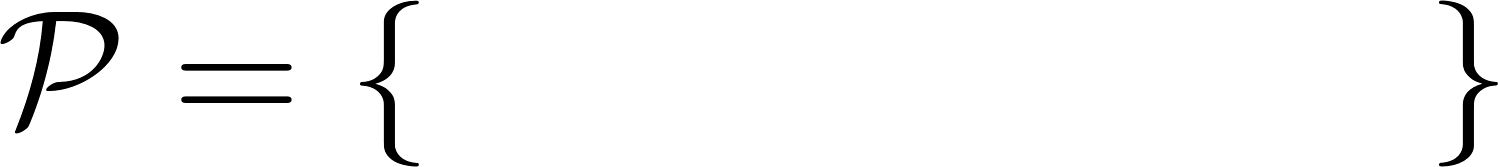 𝒫 = { }